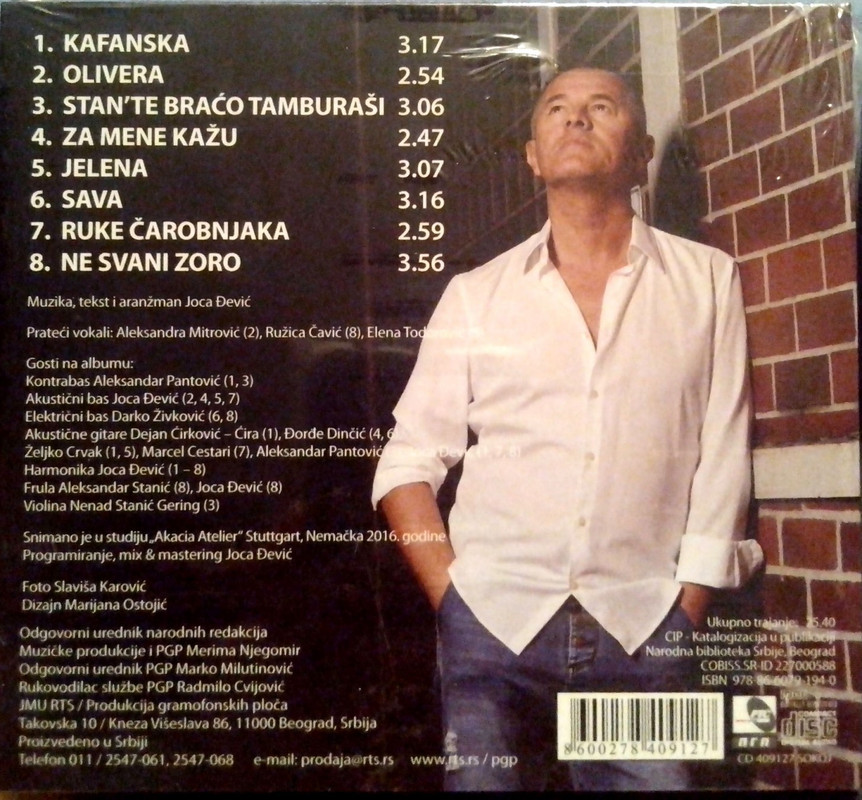 1. KAFANSKA 3.17
2. OLIVERA 2.54
3. STAN'TE BRAĆO TAMBURAŠI 3.06
4. ZA MENE KAŽU 2.47
5. JELENA 3.07
6. SAVA 3.16
7. RUKE ČAROBNJAKA 2.59
8. NE SVANI ZORO 3.56
Muzika, tekst i aranžman Joca Đević
Prateći vokali: Aleksandra Mitrović (2), Ružica Čavić (8), Elena
Gosti na albumu:
Kontrabas Aleksandar Pantović (1, 3)
Akustični bas Joca Đević (2, 4, 5, 7)
Električni bas Darko Živković (6, 8)
Akustične gitare Dejan Ćirković – Ćira (1), Đorđe Dinčić (4, 6)
Željko Crvak (1, 5), Marcel Cestari (7), Aleksandar Pantović Joca Đević
Harmonika Joca Đević (1 – 8)
Frula Aleksandar Stanić (8), Joca Đević (8)
Violina Nenad Stanić Gering (3)
Snimano je u studiju „Akacia Atelier" Stuttgart, Nemačka 2016. godine
Programiranje, mix & mastering Joca Đević
Foto Slaviša Karović
Dizajn Marijana Ostojić
Odgovorni urednik narodnih redakcija
Muzičke produkcije i PGP Merima Njegomir
Odgovorni urednik PGP Marko Milutinović
Rukovodilac službe PGP Radmilo Cvijović
JMU RTS / Produkcija gramofonskih ploča
Takovska 10 / Kneza Višeslava 86, 11000 Beograd, Srbija
Proizvedeno u Srbiji
Telefon 011 / 2547-061, 2547-068 e-mail: prodaja@rts.rs www.rts.rs / pgp
Ukupno trajanje: 25.40
CIP - Katalogizacija u publikaciji
Narodna biblioteka Srbije, Beograd
COBISS.SR-ID 227000588
ISBN 978-86-6079-194-0
8600278409127
COMPACT
disc
DIGITAL AUDIO
CD 409127 SOKOJ